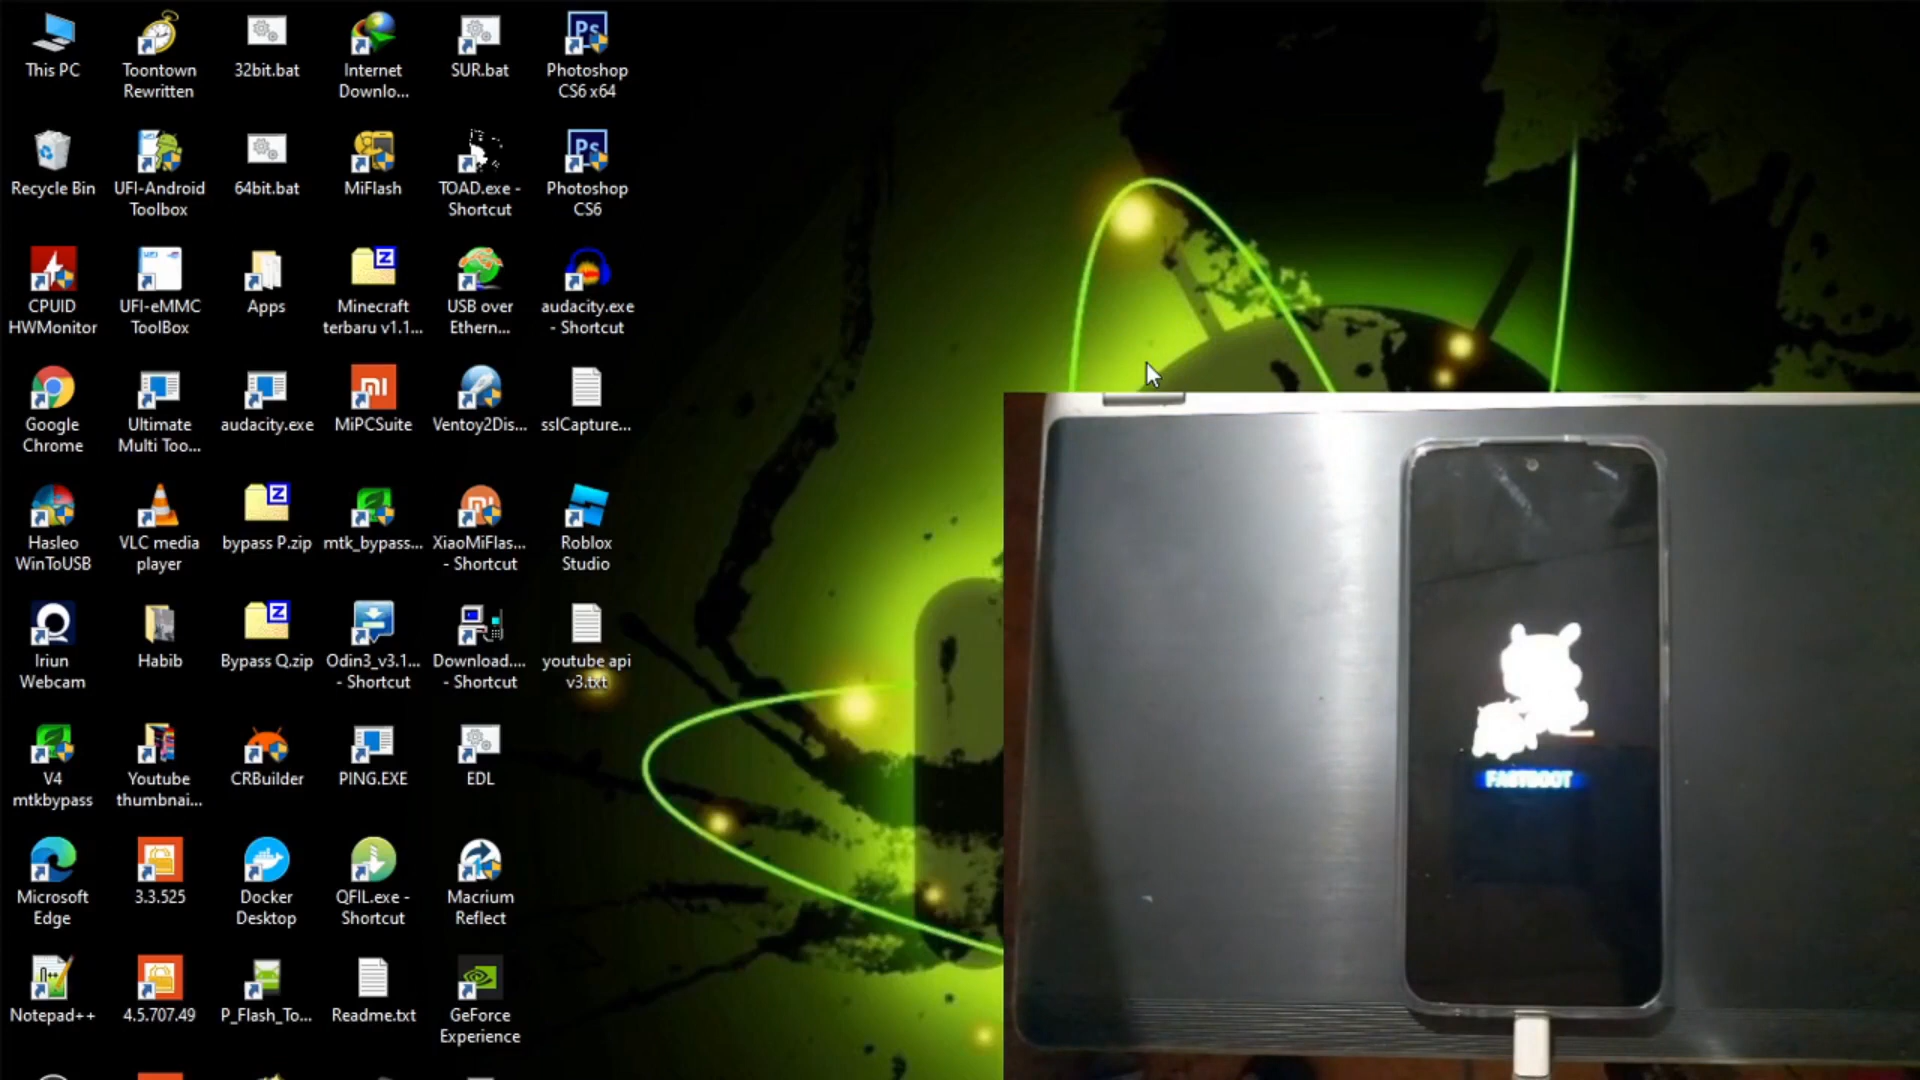 This PC
Toontown
Rewritten
32bit.bat
Internet
Downlo...
SUR.bat
Ps
Photoshop
CS6 x64
Recycle Bin
UFI-Android
Toolbox
64bit.bat
MiFlash
TOAD.exe -
Shortcut
Ps
Photoshop
CS6
CPUID
HWMonitor
UFI-eMMC
ToolBox
Apps
Z
Minecraft
terbaru v1.1...
USB over
Ethern...
audacity.exe
- Shortcut
Google
Chrome
Ultimate
Multi Too...
audacity.exe
MiPCSuite
Ventoy2Dis...
sslCapture...
Hasleo
WinToUSB
VLC media
player
Z
bypass P.zip
mtk_bypass...
XiaoMiFlas...
- Shortcut
Roblox
Studio
Iriun
Webcam
Habib
Z
Bypass Q.zip
Odin3_v3.1...
- Shortcut
Download....
- Shortcut
youtube api
v3.txt
V4
mtkbypass
Youtube
thumbnai...
CRBuilder
PING.EXE
EDL
FASTBOOT
Microsoft
Edge
3.3.525
Docker
Desktop
QFIL.exe -
Shortcut
Macrium
Reflect
Notepad++
4.5.707.49
P_Flash_To...
Readme.txt
GeForce
Experience